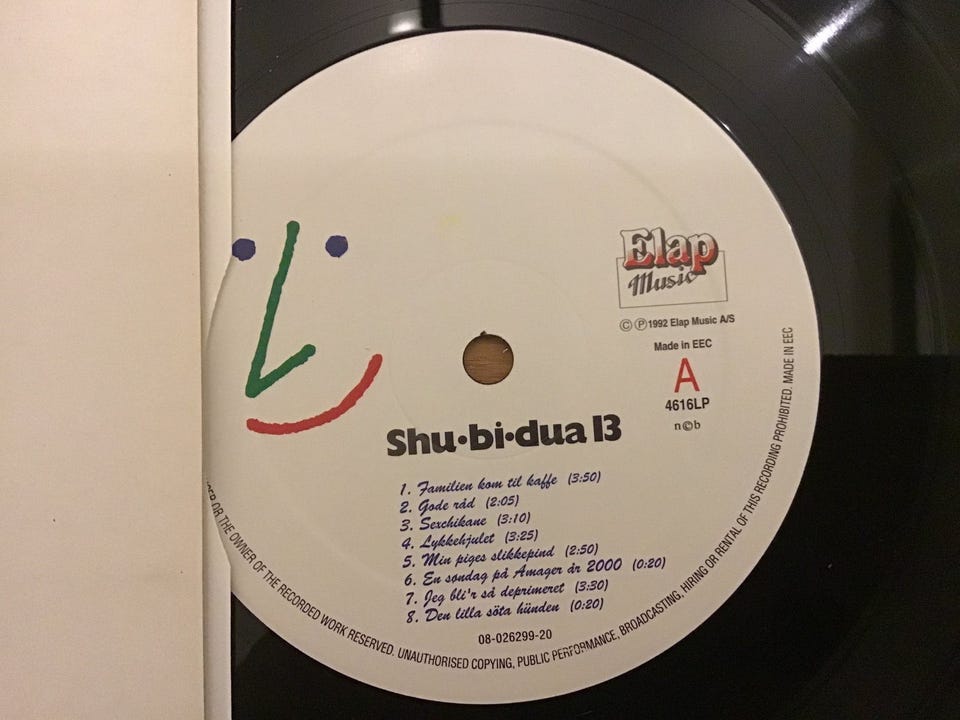 Elap
Music
©℗1992 Elap Music A/S
Made in EEC
A
4616LP
n©b
Shu•bi•dua 13
1. Familien kom til kaffe (3:50)
2. Gode råd (2:05)
3. Sexchikane (3:10)
4. Lykkehjulet (3:25)
5. Min piges slikkepind (2:50)
6. En søndag på Amager år 2000 (0:20)
7. Jeg bli'r så deprimeret (3:30)
8. Den lilla söta hünden (0:20)
08-026299-20
OR THE OWNER OF THE RECORDED WORK RESERVED. UNAUTHORISED COPYING, PUBLIC PERFORMANCE, BROADCASTING, HIRING OR RENTAL OF THIS RECORDING PROHIBITED. MADE IN EEC